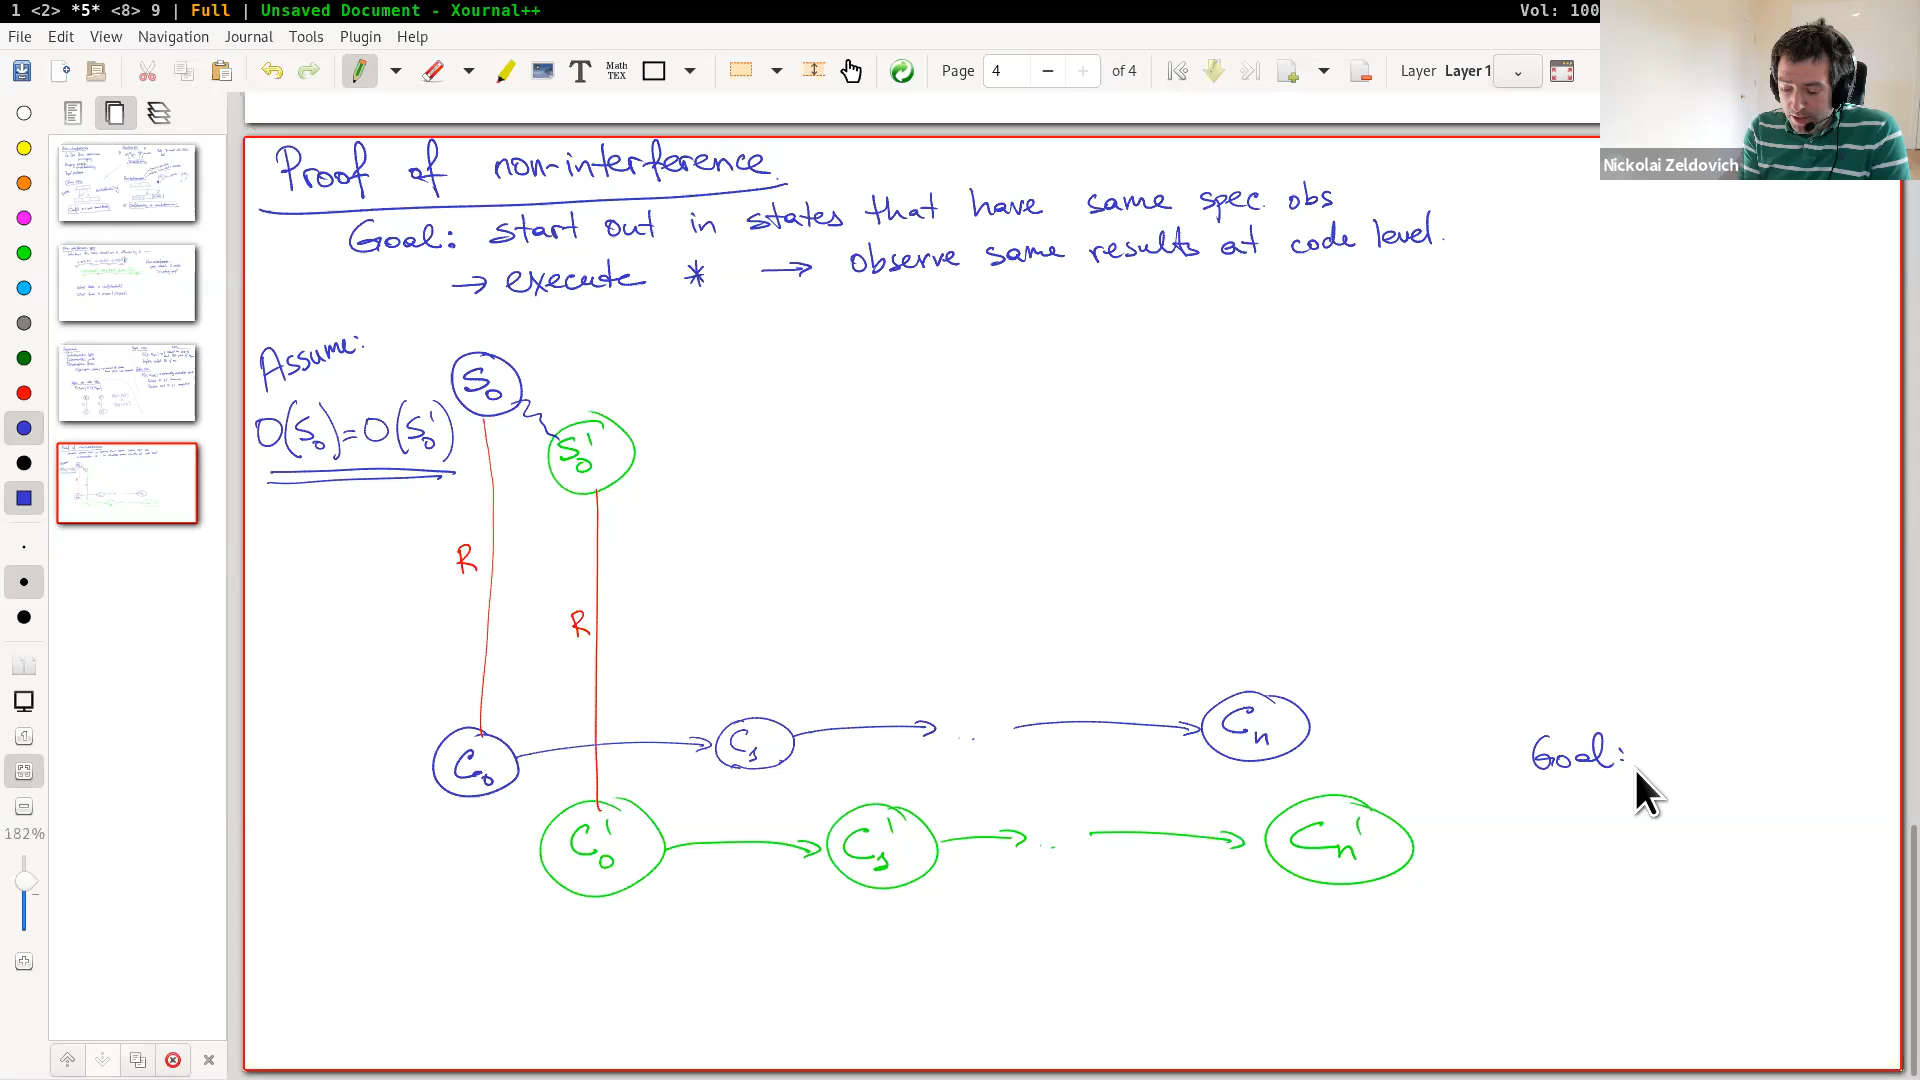 1 <2> *5* <8> 9 | Full | Unsaved Document - Xournal++
Vol: 100
File Edit View Navigation Journal Tools Plugin Help
T Math TEX Page 4 of 4 Layer Layer 1
Nickolai Zeldovich
Proof of non-interference.
Goal: start out in states that have same spec. obs
→ execute * → observe same results at code level.
Assume:
O(S0)=O(S0')
S0
S0'
R
R
C0
C1
..
Cn
Goal:
C0'
C1'
..
Cn'
182%